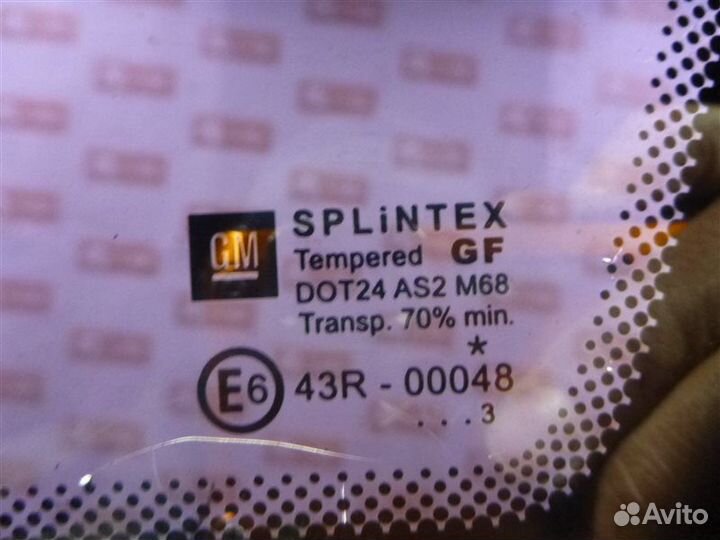 GM
SPLiNTEX
Tempered GF
DOT24 AS2 M68
Transp. 70% min.
*
E6 43R - 00048
. . . 3
Avito